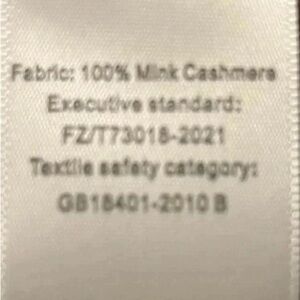 Fabric: 100% Mink Cashmere
Executive standard:
FZ/T73018-2021
Textile safety category:
GB18401-2010 B